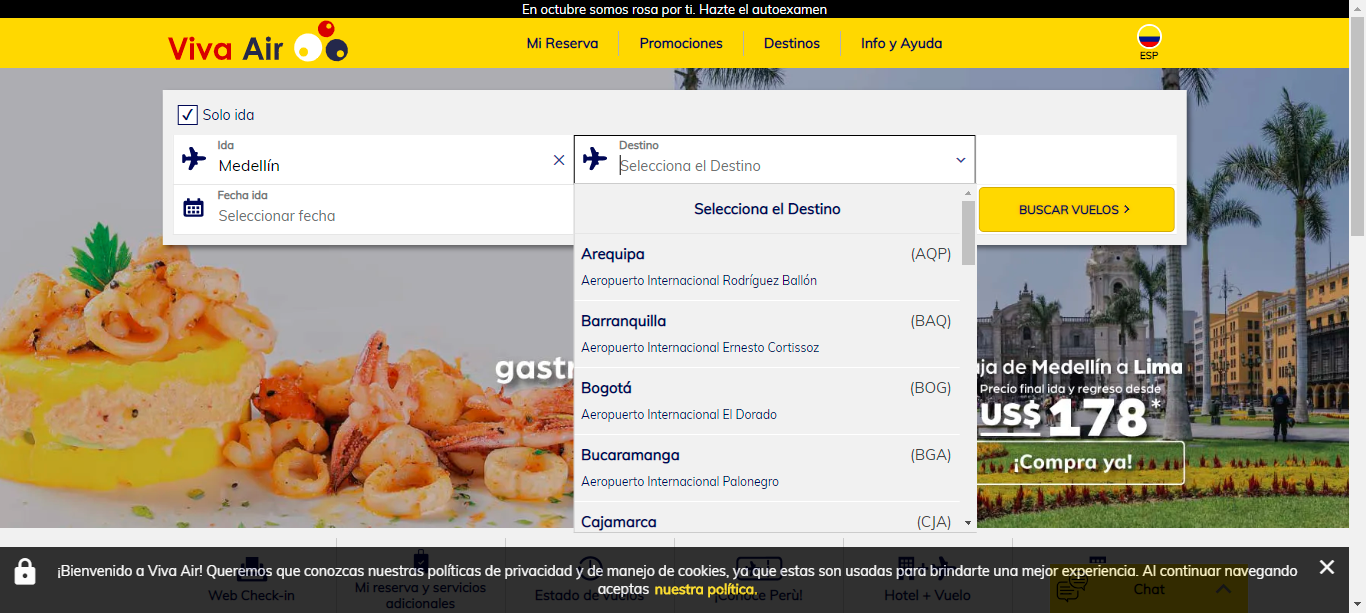 En octubre somos rosa por ti. Hazte el autoexamen
Viva Air
Mi Reserva
Promociones
Destinos
Info y Ayuda
ESP
Solo ida
Ida
Medellín
Destino
Selecciona el Destino
Fecha ida
Seleccionar fecha
BUSCAR VUELOS
Selecciona el Destino
Arequipa (AQP)
Aeropuerto Internacional Rodríguez Ballón
Barranquilla (BAQ)
Aeropuerto Internacional Ernesto Cortissoz
Bogotá (BOG)
Aeropuerto Internacional El Dorado
Bucaramanga (BGA)
Aeropuerto Internacional Palonegro
Cajamarca (CJA)
gastr
ja de Medellín a Lima
Precio final ida y regreso desde
US$ 178*
¡Compra ya!
¡Bienvenido a Viva Air! Queremos que conozcas nuestras políticas de privacidad y de manejo de cookies, ya que estas son usadas para brindarte una mejor experiencia. Al continuar navegando
aceptas nuestra política.
Web Check-in
Mi reserva y servicios
adicionales
Estado de vuelos
¡Conoce Perù!
Hotel + Vuelo
Chat